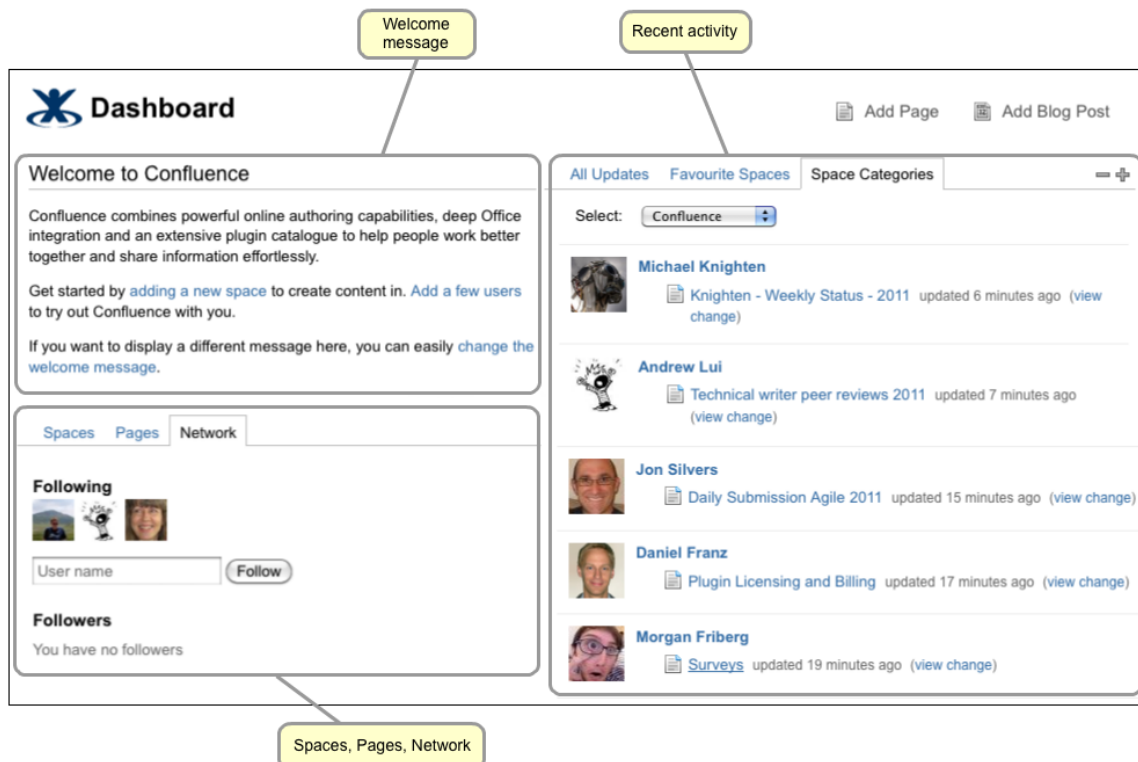 Welcome
message
Recent activity
Dashboard
Add Page
Add Blog Post
Welcome to Confluence
Confluence combines powerful online authoring capabilities, deep Office
integration and an extensive plugin catalogue to help people work better
together and share information effortlessly.
Get started by adding a new space to create content in. Add a few users
to try out Confluence with you.
If you want to display a different message here, you can easily change the
welcome message.
Spaces Pages Network
Following
User name Follow
Followers
You have no followers
All Updates Favourite Spaces Space Categories
Select: Confluence
Michael Knighten
Knighten - Weekly Status - 2011 updated 6 minutes ago (view
change)
Andrew Lui
Technical writer peer reviews 2011 updated 7 minutes ago
(view change)
Jon Silvers
Daily Submission Agile 2011 updated 15 minutes ago (view change)
Daniel Franz
Plugin Licensing and Billing updated 17 minutes ago (view change)
Morgan Friberg
Surveys updated 19 minutes ago (view change)
Spaces, Pages, Network